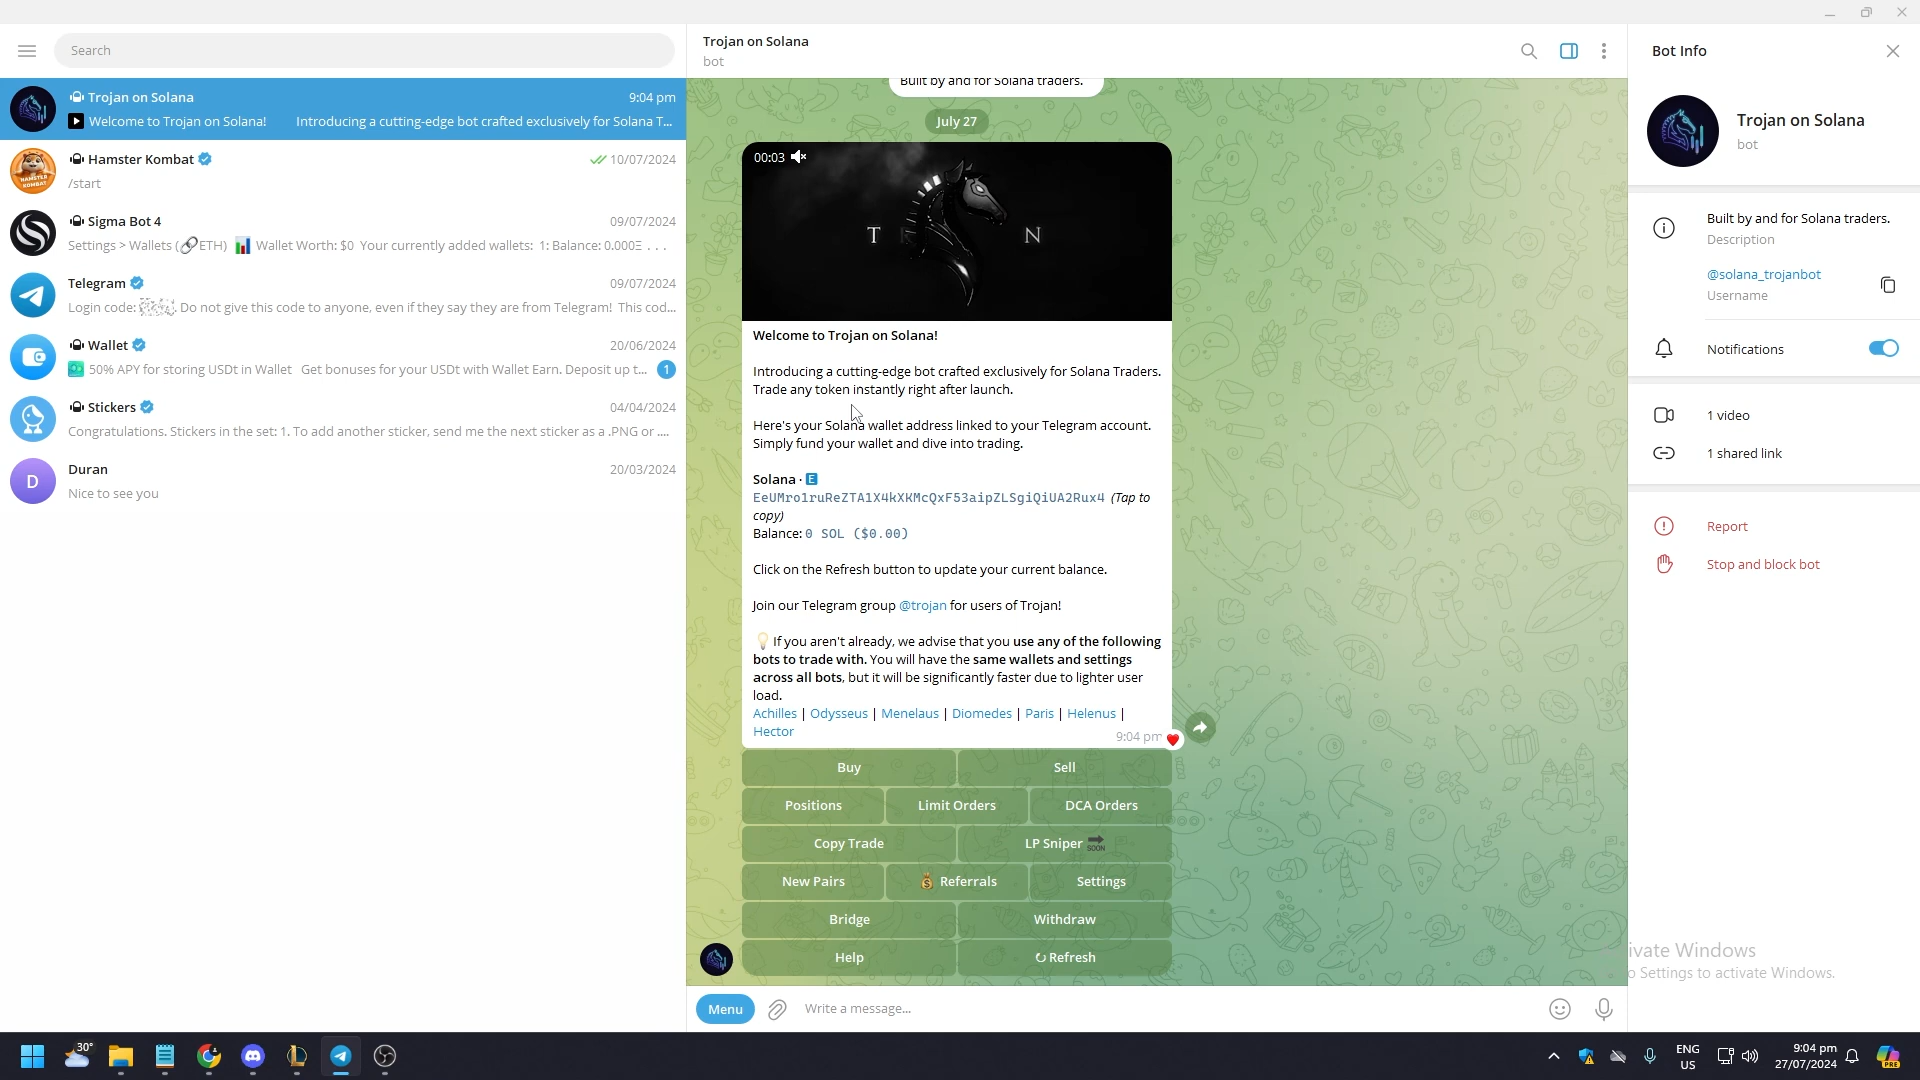 Search
Trojan on Solana
9:04 pm
Welcome to Trojan on Solana! Introducing a cutting-edge bot crafted exclusively for Solana T...
Hamster Kombat
10/07/2024
/start
Sigma Bot 4
09/07/2024
Settings > Wallets (🔗ETH) 📊 Wallet Worth: $0 Your currently added wallets: 1: Balance: 0.000Ξ . . .
Telegram
09/07/2024
Login code: . Do not give this code to anyone, even if they say they are from Telegram! This cod...
Wallet
20/06/2024
50% APY for storing USDt in Wallet Get bonuses for your USDt with Wallet Earn. Deposit up t...
1
Stickers
04/04/2024
Congratulations. Stickers in the set: 1. To add another sticker, send me the next sticker as a .PNG or ....
D
Duran
20/03/2024
Nice to see you
Trojan on Solana
bot
Built by and for Solana traders.
July 27
00:03
T N
Welcome to Trojan on Solana!
Introducing a cutting-edge bot crafted exclusively for Solana Traders.
Trade any token instantly right after launch.
Here's your Solana wallet address linked to your Telegram account.
Simply fund your wallet and dive into trading.
Solana · 🅴
EeUMro1ruReZTA1X4kXKMcQxF53aipZLSgiQiUA2Rux4 (Tap to
copy)
Balance: 0 SOL ($0.00)
Click on the Refresh button to update your current balance.
Join our Telegram group @trojan for users of Trojan!
💡 If you aren't already, we advise that you use any of the following
bots to trade with. You will have the same wallets and settings
across all bots, but it will be significantly faster due to lighter user
load.
Achilles | Odysseus | Menelaus | Diomedes | Paris | Helenus |
Hector
9:04 pm
Buy
Sell
Positions
Limit Orders
DCA Orders
Copy Trade
LP Sniper 🔜
New Pairs
💰 Referrals
Settings
Bridge
Withdraw
Help
↻ Refresh
Menu
Write a message...
Bot Info
Trojan on Solana
bot
Built by and for Solana traders.
Description
@solana_trojanbot
Username
Notifications
1 video
1 shared link
Report
Stop and block bot
ivate Windows
o Settings to activate Windows.
30°
ENG
US
9:04 pm
27/07/2024
PRE